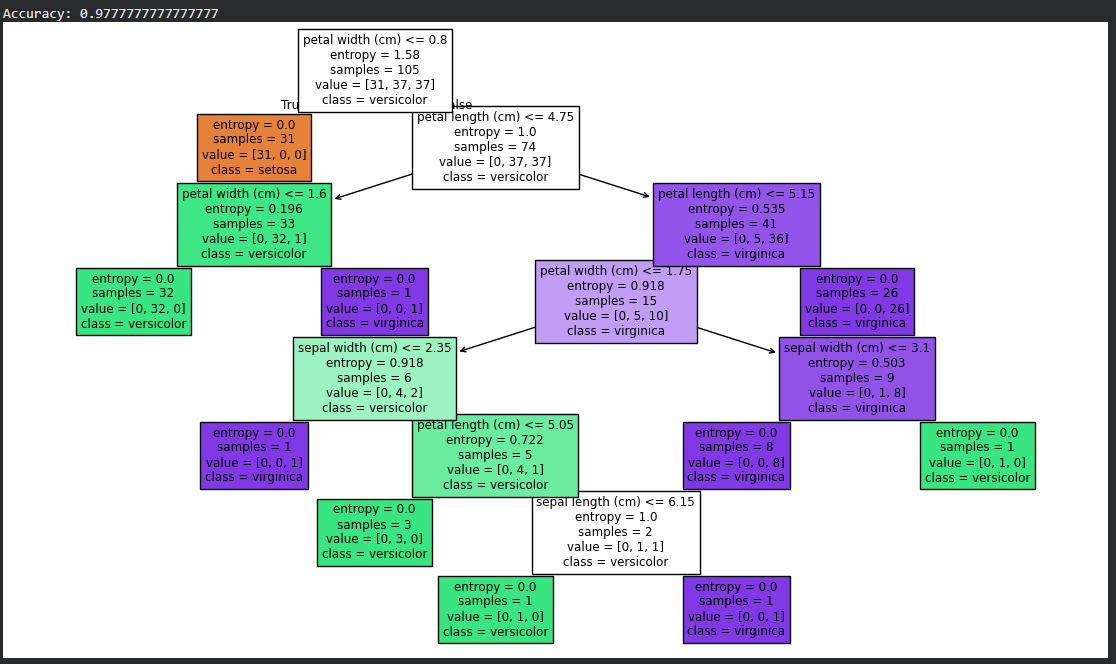 Accuracy: 0.9777777777777777
petal width (cm) <= 0.8
entropy = 1.58
samples = 105
value = [31, 37, 37]
class = versicolor
Tru
alse
entropy = 0.0
samples = 31
value = [31, 0, 0]
class = setosa
petal length (cm) <= 4.75
entropy = 1.0
samples = 74
value = [0, 37, 37]
class = versicolor
petal width (cm) <= 1.6
entropy = 0.196
samples = 33
value = [0, 32, 1]
class = versicolor
petal length (cm) <= 5.15
entropy = 0.535
samples = 41
value = [0, 5, 36]
class = virginica
entropy = 0.0
samples = 32
value = [0, 32, 0]
class = versicolor
entropy = 0.0
samples = 1
value = [0, 0, 1]
class = virginica
petal width (cm) <= 1.75
entropy = 0.918
samples = 15
value = [0, 5, 10]
class = virginica
entropy = 0.0
samples = 26
value = [0, 0, 26]
class = virginica
sepal width (cm) <= 2.35
entropy = 0.918
samples = 6
value = [0, 4, 2]
class = versicolor
sepal width (cm) <= 3.1
entropy = 0.503
samples = 9
value = [0, 1, 8]
class = virginica
entropy = 0.0
samples = 1
value = [0, 0, 1]
class = virginica
petal length (cm) <= 5.05
entropy = 0.722
samples = 5
value = [0, 4, 1]
class = versicolor
entropy = 0.0
samples = 8
value = [0, 0, 8]
class = virginica
entropy = 0.0
samples = 1
value = [0, 1, 0]
class = versicolor
entropy = 0.0
samples = 3
value = [0, 3, 0]
class = versicolor
sepal length (cm) <= 6.15
entropy = 1.0
samples = 2
value = [0, 1, 1]
class = versicolor
entropy = 0.0
samples = 1
value = [0, 1, 0]
class = versicolor
entropy = 0.0
samples = 1
value = [0, 0, 1]
class = virginica